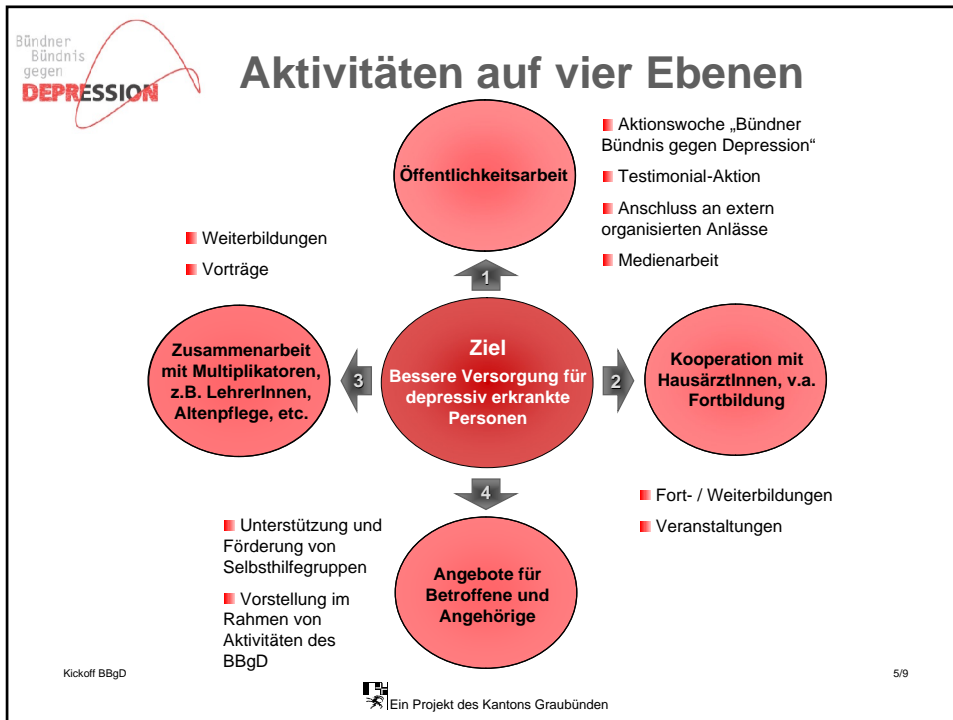 Bündner
Bündnis
gegen
DEPRESSION
Aktivitäten auf vier Ebenen
Öffentlichkeitsarbeit
Aktionswoche „Bündner
Bündnis gegen Depression“
Testimonial-Aktion
Anschluss an extern
organisierten Anlässe
Medienarbeit
Weiterbildungen
Vorträge
1
Zusammenarbeit
mit Multiplikatoren,
z.B. LehrerInnen,
Altenpflege, etc.
3
Ziel
Bessere Versorgung für
depressiv erkrankte
Personen
2
Kooperation mit
HausärztInnen, v.a.
Fortbildung
4
Fort- / Weiterbildungen
Veranstaltungen
Unterstützung und
Förderung von
Selbsthilfegruppen
Vorstellung im
Rahmen von
Aktivitäten des
BBgD
Angebote für
Betroffene und
Angehörige
Kickoff BBgD
5/9
Ein Projekt des Kantons Graubünden